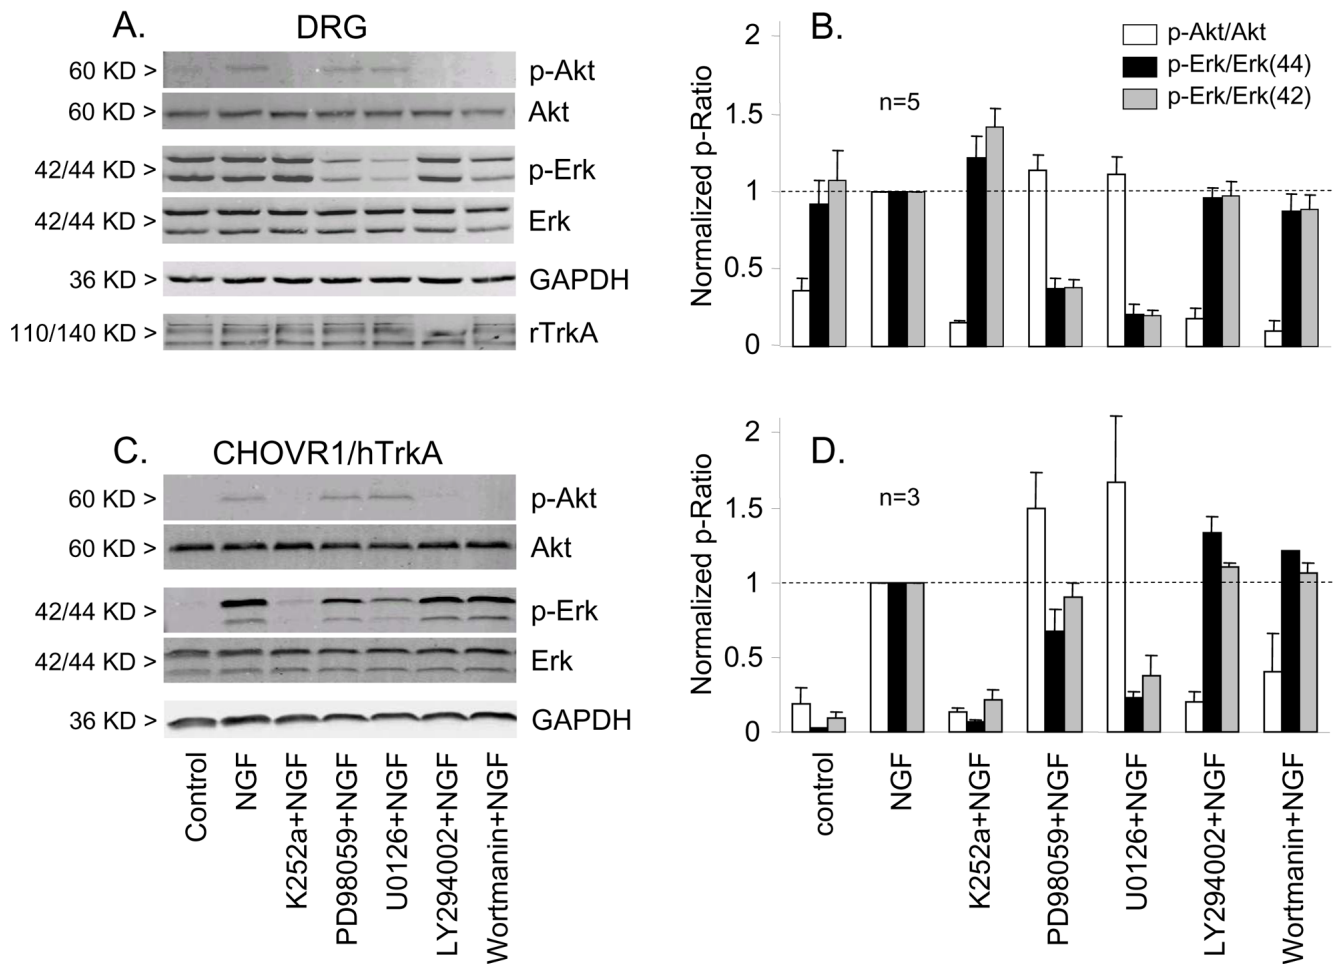 A.
DRG
60 KD >
p-Akt
60 KD >
Akt
42/44 KD >
p-Erk
42/44 KD >
Erk
36 KD >
GAPDH
110/140 KD >
rTrkA
B.
p-Akt/Akt
p-Erk/Erk(44)
p-Erk/Erk(42)
n=5
Normalized p-Ratio
2
1.5
1
0.5
0
C.
CHOVR1/hTrkA
60 KD >
p-Akt
60 KD >
Akt
42/44 KD >
p-Erk
42/44 KD >
Erk
36 KD >
GAPDH
Control
NGF
K252a+NGF
PD98059+NGF
U0126+NGF
LY294002+NGF
Wortmanin+NGF
D.
n=3
Normalized p-Ratio
2
1.5
1
0.5
0
control
NGF
K252a+NGF
PD98059+NGF
U0126+NGF
LY294002+NGF
Wortmanin+NGF